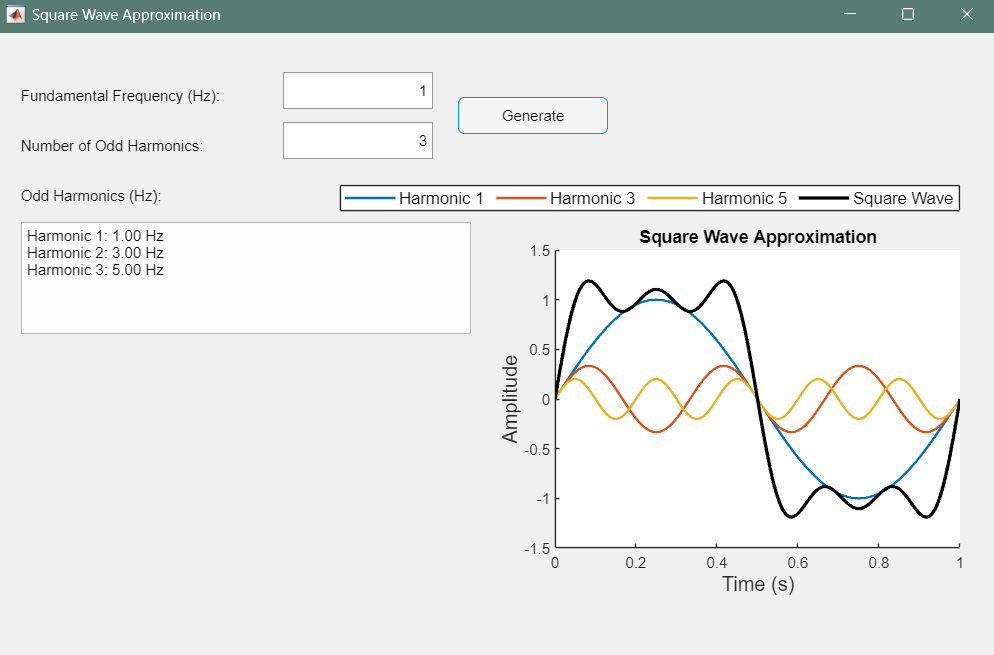 Square Wave Approximation
Fundamental Frequency (Hz):
1
Generate
Number of Odd Harmonics:
3
Odd Harmonics (Hz):
Harmonic 1 Harmonic 3 Harmonic 5 Square Wave
Harmonic 1: 1.00 Hz
Harmonic 2: 3.00 Hz
Harmonic 3: 5.00 Hz
Square Wave Approximation
1.5
1
0.5
0
-0.5
-1
-1.5
Amplitude
0 0.2 0.4 0.6 0.8 1
Time (s)